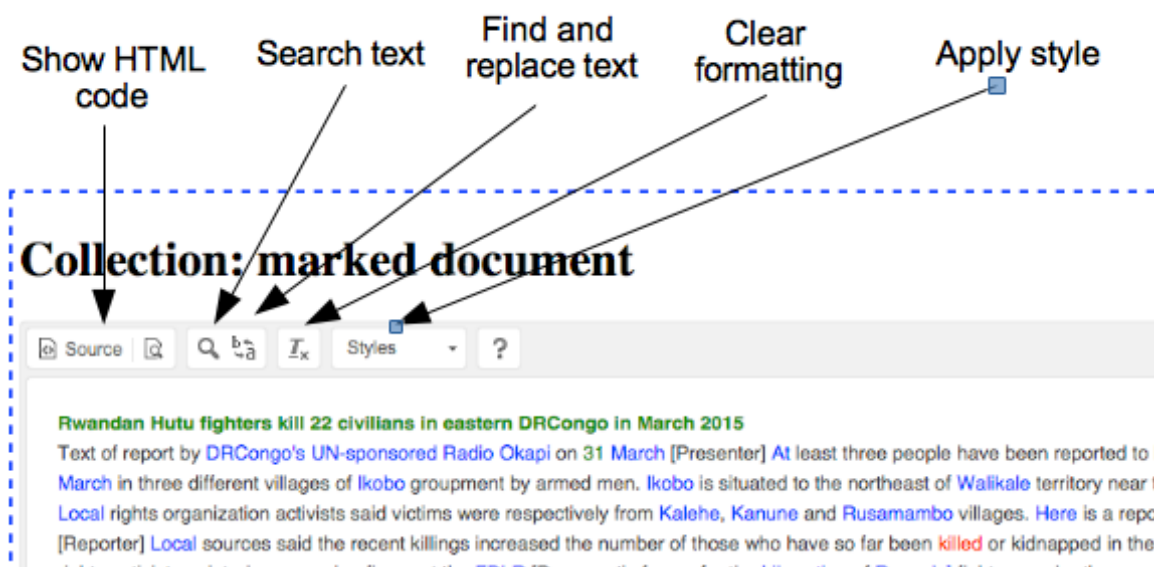 Show HTML
code
Search text
Find and
replace text
Clear
formatting
Apply style
Collection: marked document
Source
Styles
?
Rwandan Hutu fighters kill 22 civilians in eastern DRCongo in March 2015
Text of report by DRCongo's UN-sponsored Radio Okapi on 31 March [Presenter] At least three people have been reported to
March in three different villages of Ikobo groupment by armed men. Ikobo is situated to the northeast of Walikale territory near
Local rights organization activists said victims were respectively from Kalehe, Kanune and Rusamambo villages. Here is a repo
[Reporter] Local sources said the recent killings increased the number of those who have so far been killed or kidnapped in the